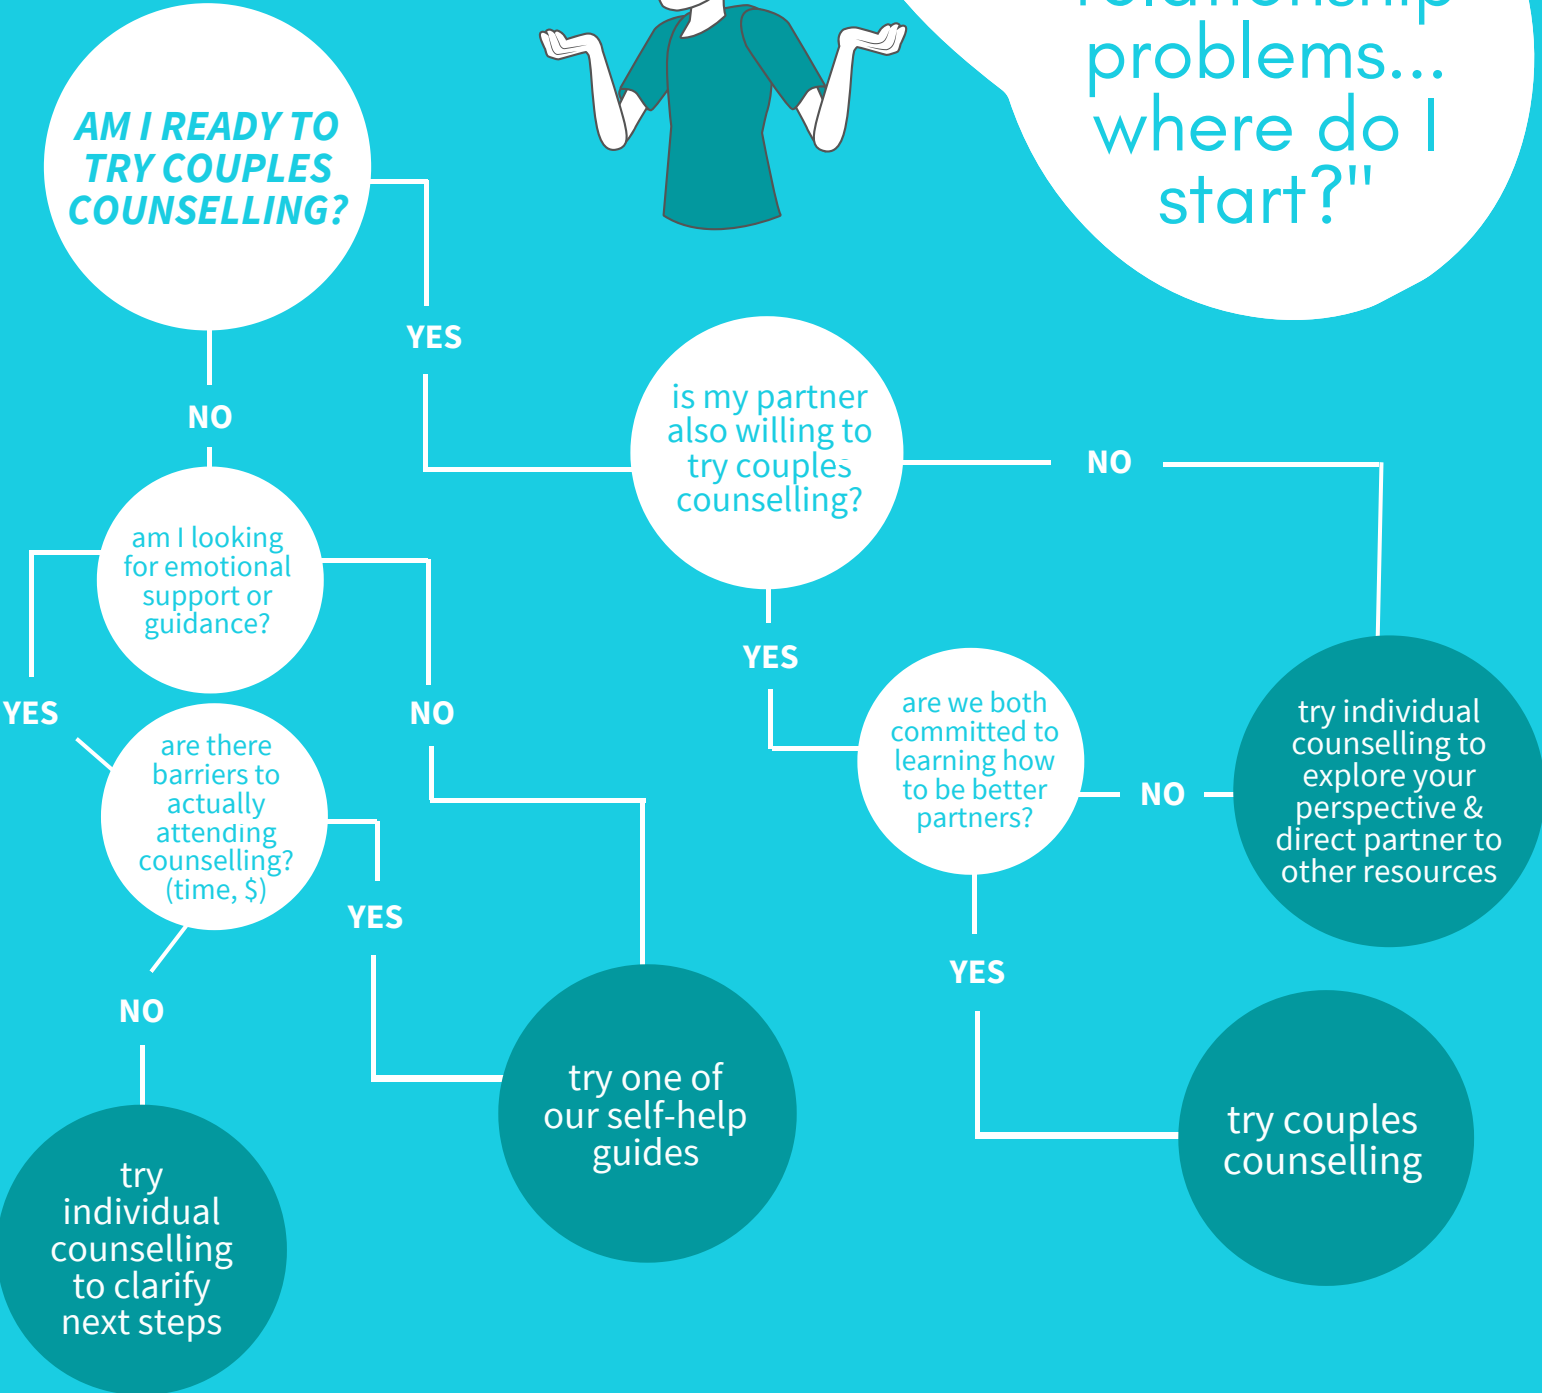 relationship
problems...
where do I
start?"
AM I READY TO
TRY COUPLES
COUNSELLING?
YES
NO
is my partner
also willing to
try couples
counselling?
NO
am I looking
for emotional
support or
guidance?
YES
NO
YES
are there
barriers to
actually
attending
counselling?
(time, $)
are we both
committed to
learning how
to be better
partners?
NO
try individual
counselling to
explore your
perspective &
direct partner to
other resources
YES
NO
YES
try one of
our self-help
guides
try couples
counselling
try
individual
counselling
to clarify
next steps